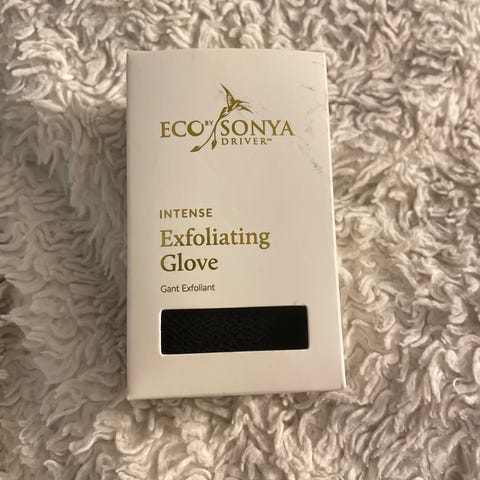 ECO BY SONYA
DRIVER™
INTENSE
Exfoliating
Glove
Gant Exfoliant